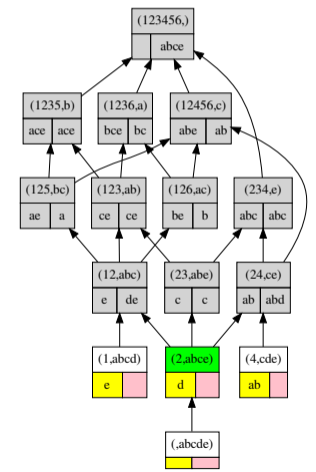 (123456,)
abce
(1235,b) (1236,a) (12456,c)
ace ace bce bc abe ab
(125,bc) (123,ab) (126,ac) (234,e)
ae a ce ce be b abc abc
(12,abc) (23,abe) (24,ce)
e de c c ab abd
(1,abcd) (2,abce) (4,cde)
e d ab
(,abcde)